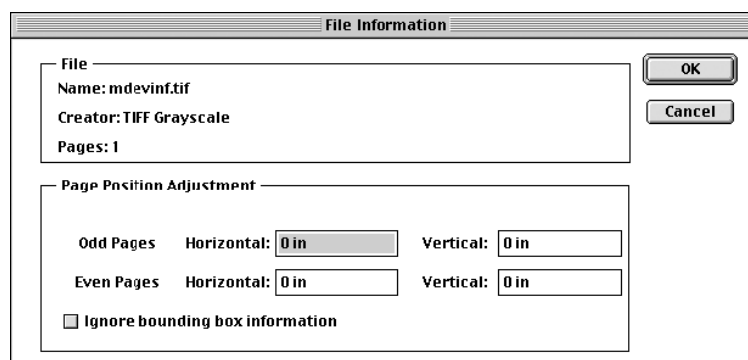 File Information
File
Name: mdevinf.tif
Creator: TIFF Grayscale
Pages: 1
OK
Cancel
Page Position Adjustment
Odd Pages Horizontal: 0 in Vertical: 0 in
Even Pages Horizontal: 0 in Vertical: 0 in
Ignore bounding box information